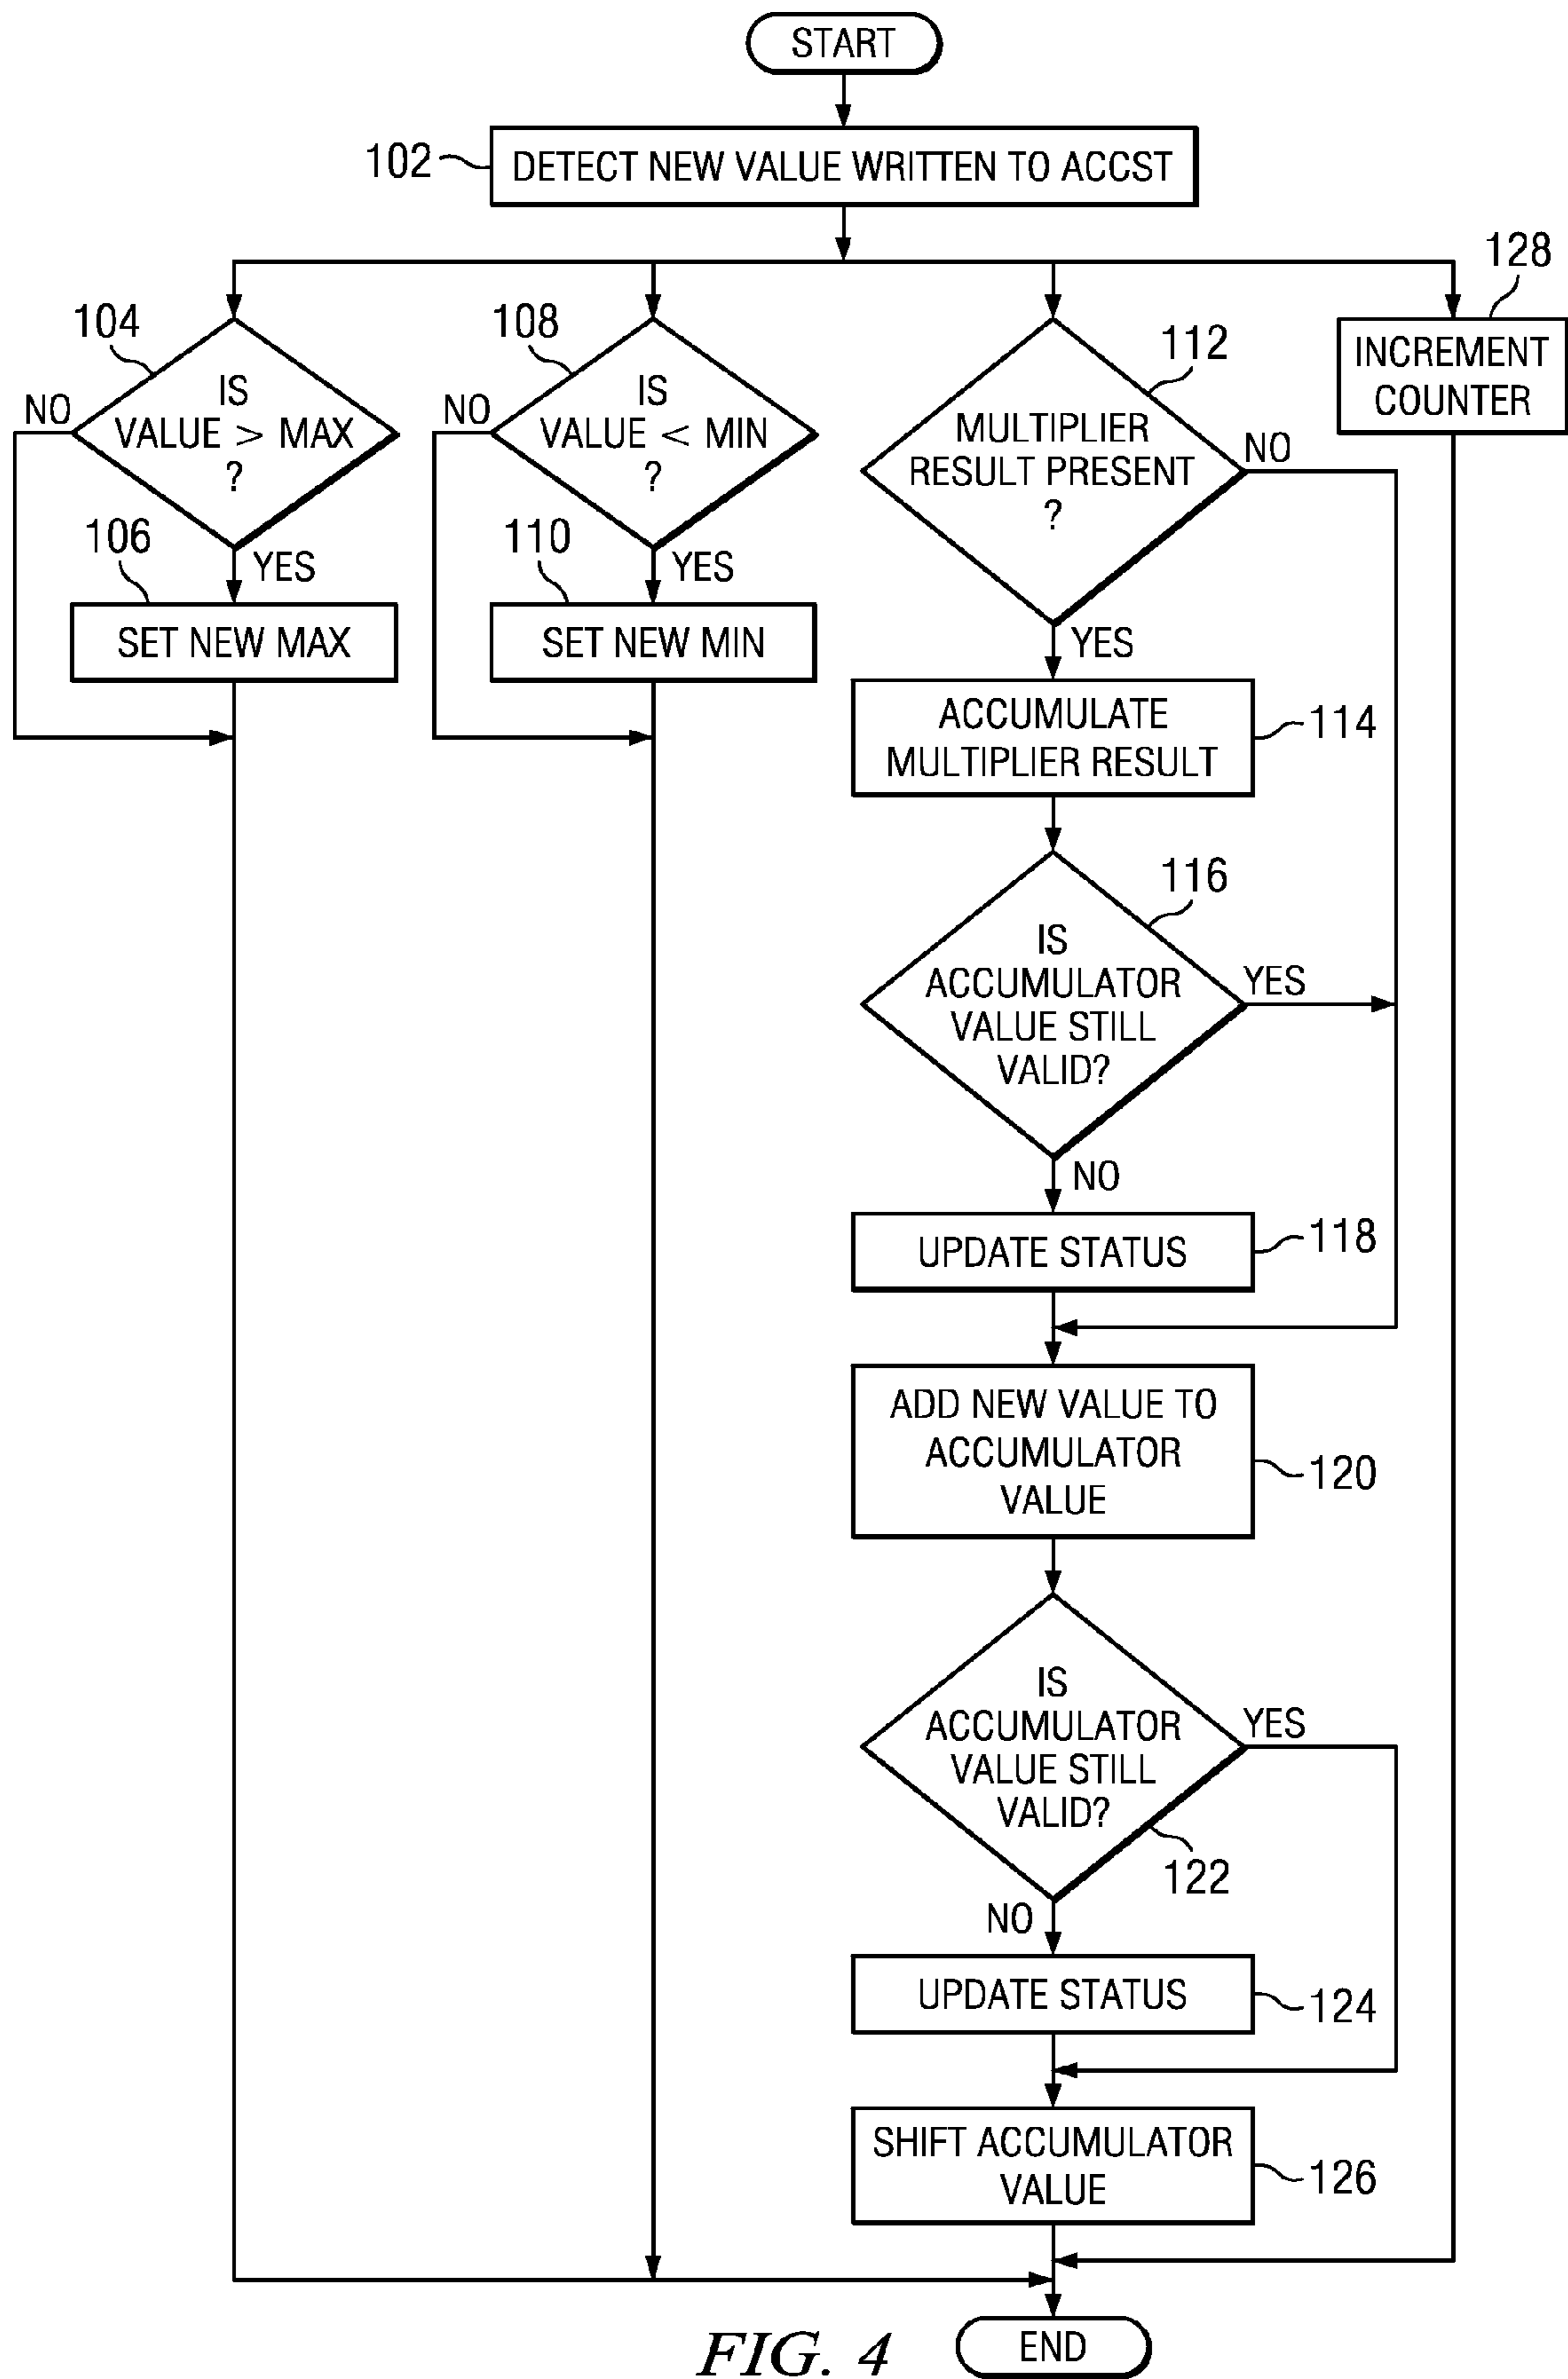 START
102
DETECT NEW VALUE WRITTEN TO ACCST
104
NO
IS
VALUE > MAX
?
YES
106
SET NEW MAX
108
NO
IS
VALUE < MIN
?
YES
110
SET NEW MIN
112
MULTIPLIER
RESULT PRESENT
?
NO
YES
ACCUMULATE
MULTIPLIER RESULT
114
116
IS
ACCUMULATOR
VALUE STILL
VALID?
YES
NO
UPDATE STATUS
118
ADD NEW VALUE TO
ACCUMULATOR
VALUE
120
IS
ACCUMULATOR
VALUE STILL
VALID?
YES
122
NO
UPDATE STATUS
124
SHIFT ACCUMULATOR
VALUE
126
128
INCREMENT
COUNTER
END
FIG. 4